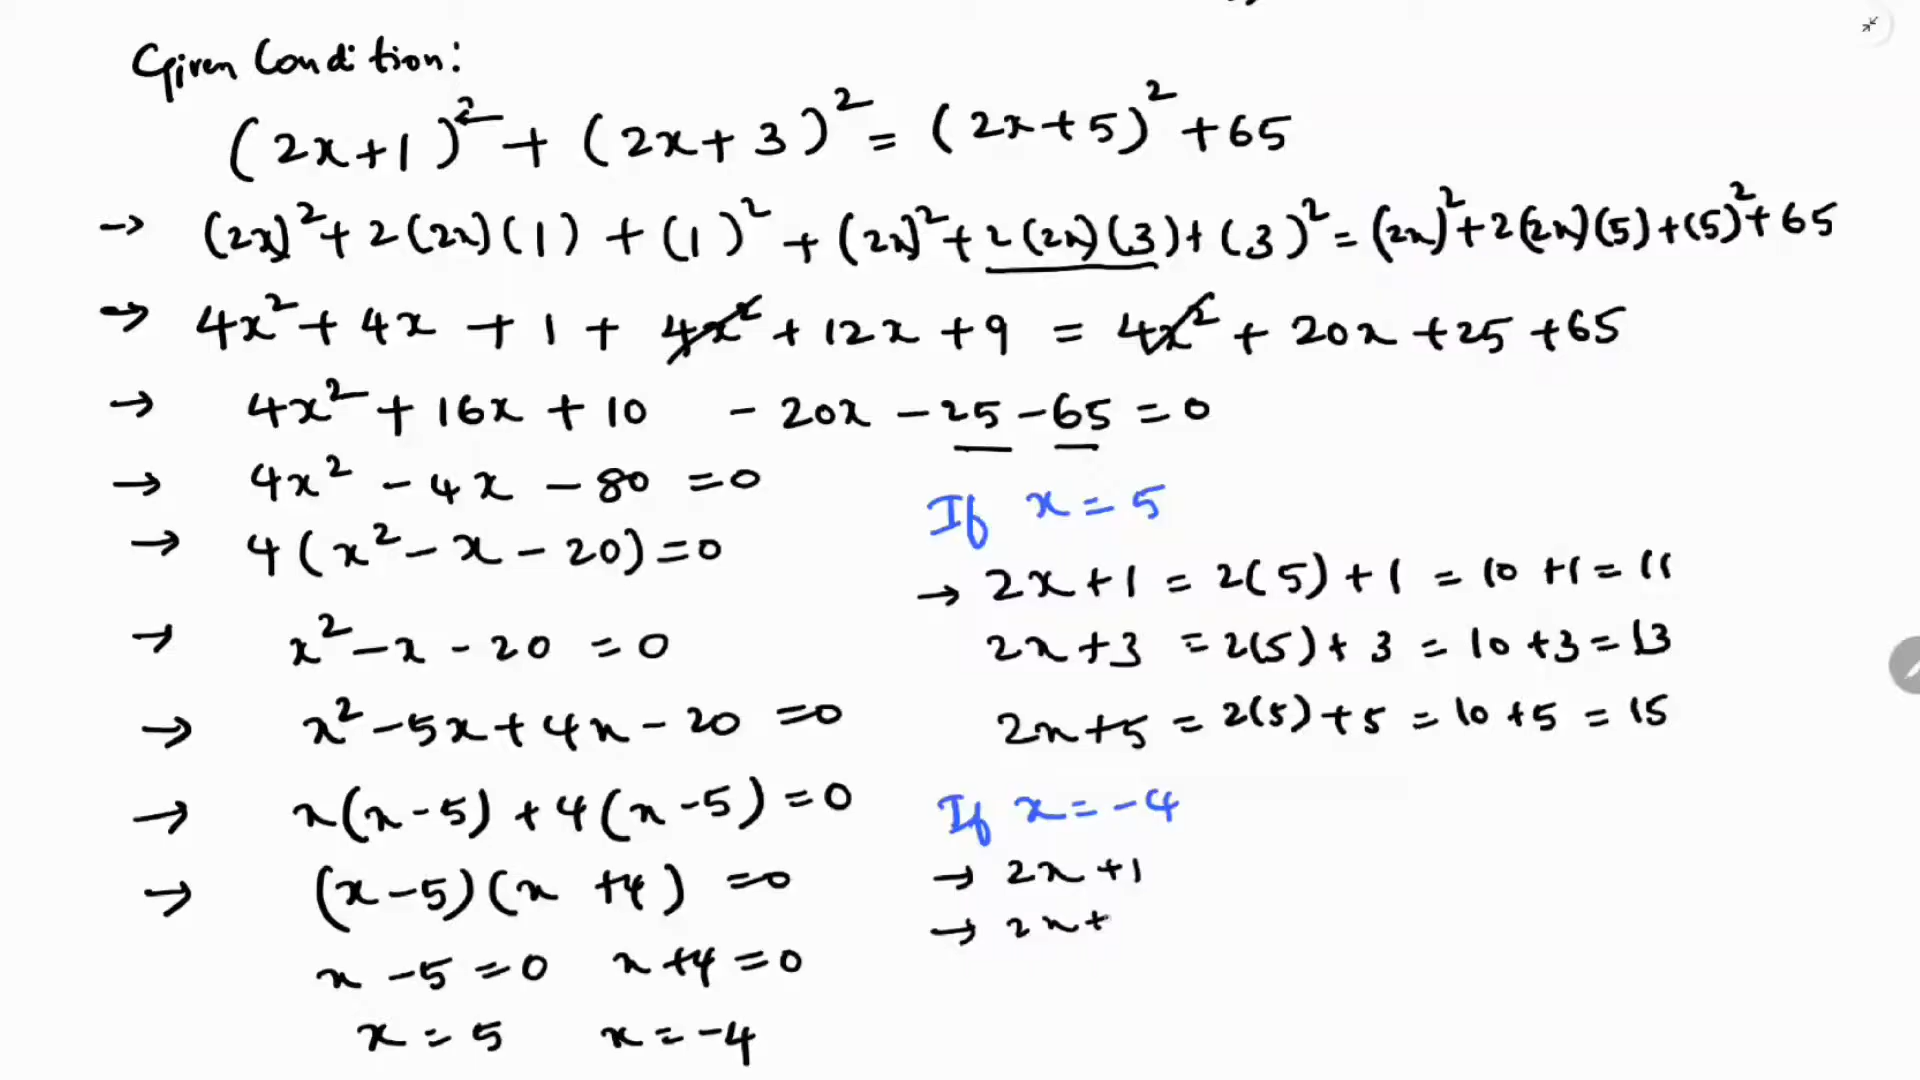 Given Condition:
(2x+1)² + (2x+3)² = (2x+5)² +65
→ (2x)² + 2(2x)(1) + (1)² + (2x)² + 2(2x)(3) + (3)² = (2x)² + 2(2x)(5) + (5)² + 65
→ 4x² + 4x + 1 + 4x² + 12x + 9 = 4x² + 20x + 25 + 65
→ 4x² + 16x + 10 - 20x - 25 - 65 = 0
→ 4x² - 4x - 80 = 0
→ 4(x² - x - 20) = 0
→ x² - x - 20 = 0
→ x² - 5x + 4x - 20 = 0
→ x(x-5) + 4(x-5) = 0
→ (x-5)(x+4) = 0
x - 5 = 0 x+4 = 0
x = 5 x = -4
If x = 5
→ 2x+1 = 2(5)+1 = 10+1 = 11
2x+3 = 2(5)+3 = 10+3 = 13
2x+5 = 2(5)+5 = 10+5 = 15
If x = -4
→ 2x+1
→ 2x+